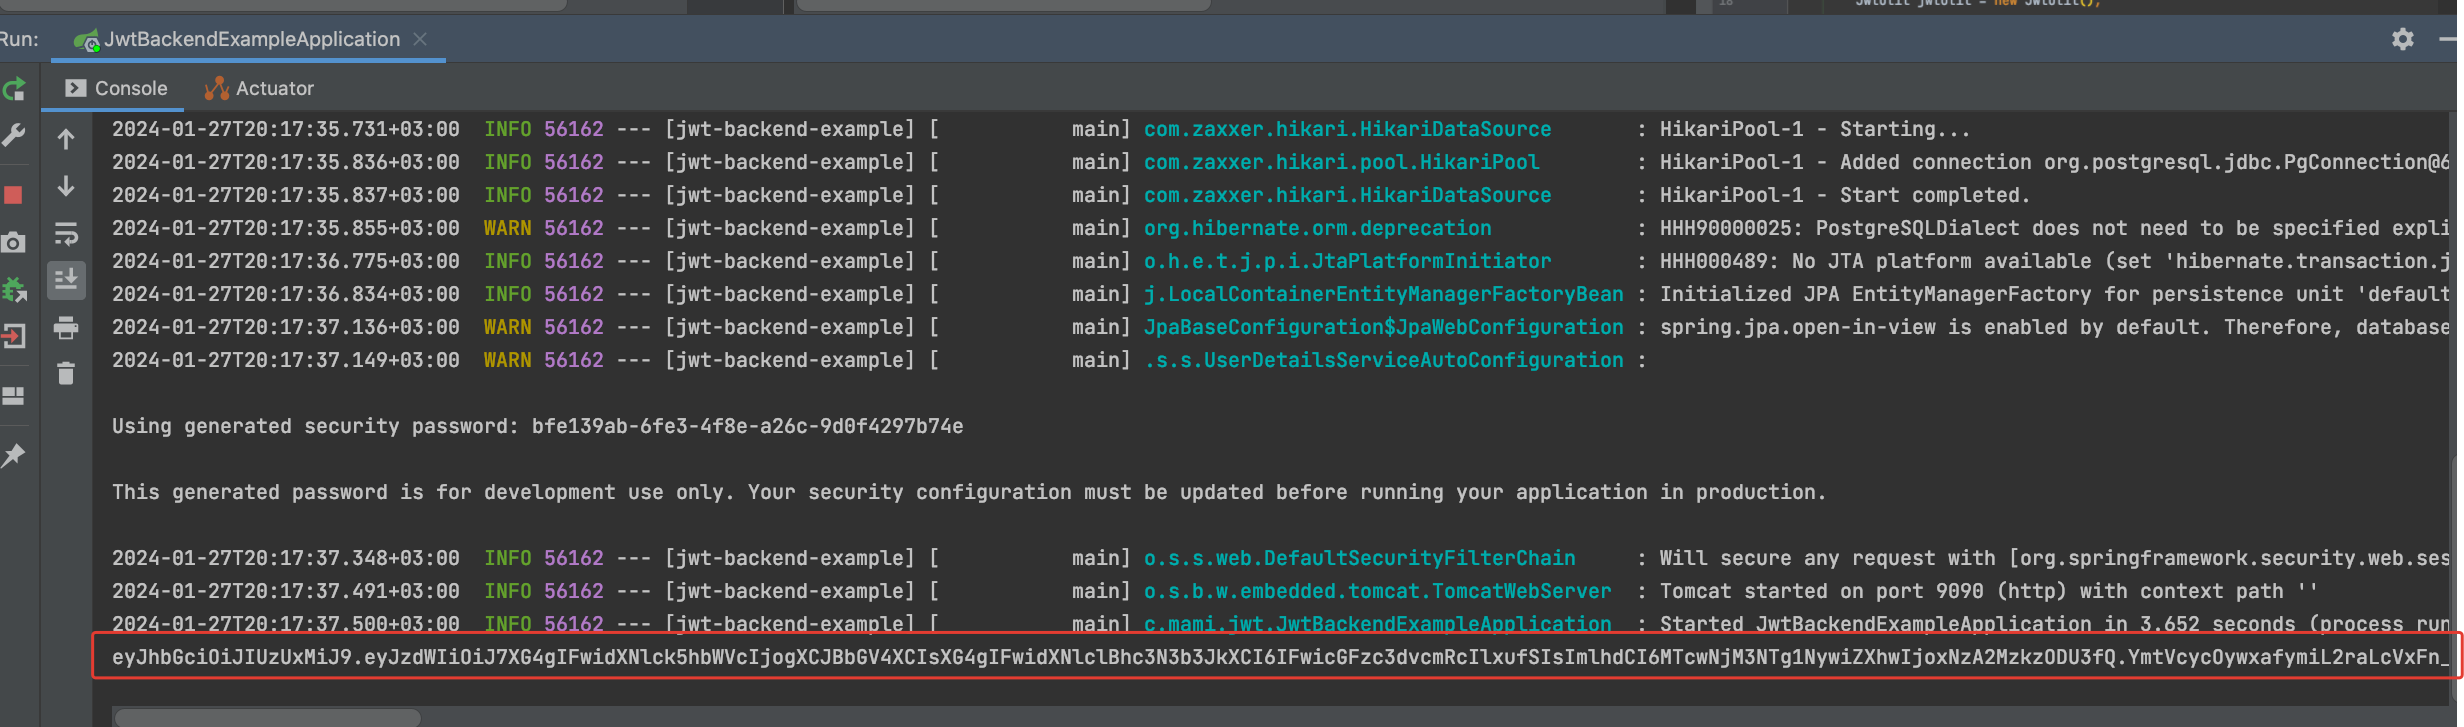 18 JwtUtil jwtUtil = new JwtUtil();
Run: JwtBackendExampleApplication
Console Actuator
2024-01-27T20:17:35.731+03:00  INFO 56162 --- [jwt-backend-example] [           main] com.zaxxer.hikari.HikariDataSource       : HikariPool-1 - Starting...
2024-01-27T20:17:35.836+03:00  INFO 56162 --- [jwt-backend-example] [           main] com.zaxxer.hikari.pool.HikariPool        : HikariPool-1 - Added connection org.postgresql.jdbc.PgConnection@6
2024-01-27T20:17:35.837+03:00  INFO 56162 --- [jwt-backend-example] [           main] com.zaxxer.hikari.HikariDataSource       : HikariPool-1 - Start completed.
2024-01-27T20:17:35.855+03:00  WARN 56162 --- [jwt-backend-example] [           main] org.hibernate.orm.deprecation            : HHH90000025: PostgreSQLDialect does not need to be specified expli
2024-01-27T20:17:36.775+03:00  INFO 56162 --- [jwt-backend-example] [           main] o.h.e.t.j.p.i.JtaPlatformInitiator       : HHH000489: No JTA platform available (set 'hibernate.transaction.j
2024-01-27T20:17:36.834+03:00  INFO 56162 --- [jwt-backend-example] [           main] j.LocalContainerEntityManagerFactoryBean : Initialized JPA EntityManagerFactory for persistence unit 'default
2024-01-27T20:17:37.136+03:00  WARN 56162 --- [jwt-backend-example] [           main] JpaBaseConfiguration$JpaWebConfiguration : spring.jpa.open-in-view is enabled by default. Therefore, database
2024-01-27T20:17:37.149+03:00  WARN 56162 --- [jwt-backend-example] [           main] .s.s.UserDetailsServiceAutoConfiguration :
Using generated security password: bfe139ab-6fe3-4f8e-a26c-9d0f4297b74e
This generated password is for development use only. Your security configuration must be updated before running your application in production.
2024-01-27T20:17:37.348+03:00  INFO 56162 --- [jwt-backend-example] [           main] o.s.s.web.DefaultSecurityFilterChain     : Will secure any request with [org.springframework.security.web.ses
2024-01-27T20:17:37.491+03:00  INFO 56162 --- [jwt-backend-example] [           main] o.s.b.w.embedded.tomcat.TomcatWebServer  : Tomcat started on port 9090 (http) with context path ''
2024-01-27T20:17:37.500+03:00  INFO 56162 --- [jwt-backend-example] [           main] c.mami.jwt.JwtBackendExampleApplication  : Started JwtBackendExampleApplication in 3.652 seconds (process run
eyJhbGciOiJIUzUxMiJ9.eyJzdWIiOiJ7XG4gIFwidXNlck5hbWVcIjogXCJBbGV4XCIsXG4gIFwidXNlclBhc3N3b3JkXCI6IFwicGFzc3dvcmRcIlxufSIsImlhdCI6MTcwNjM3NTg1NywiZXhwIjoxNzA2MzkzODU3fQ.YmtVcycOywxafymiL2raLcVxFn_